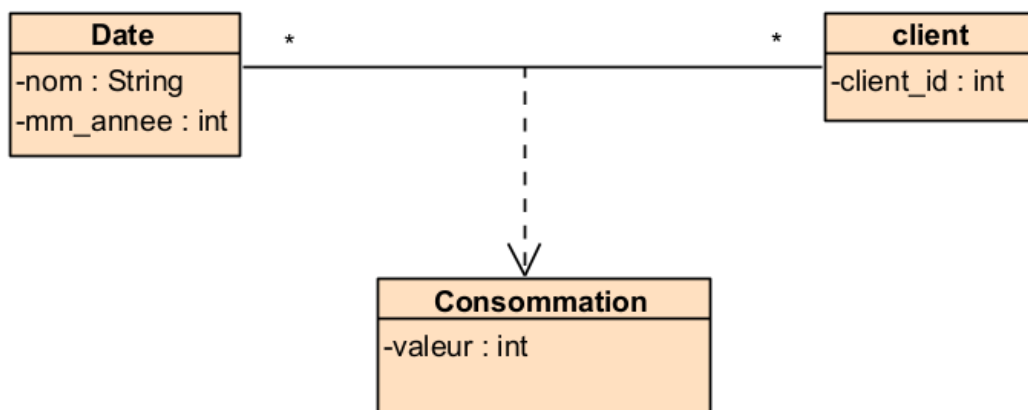 Date
-nom : String
-mm_annee : int
*
*
client
-client_id : int
Consommation
-valeur : int